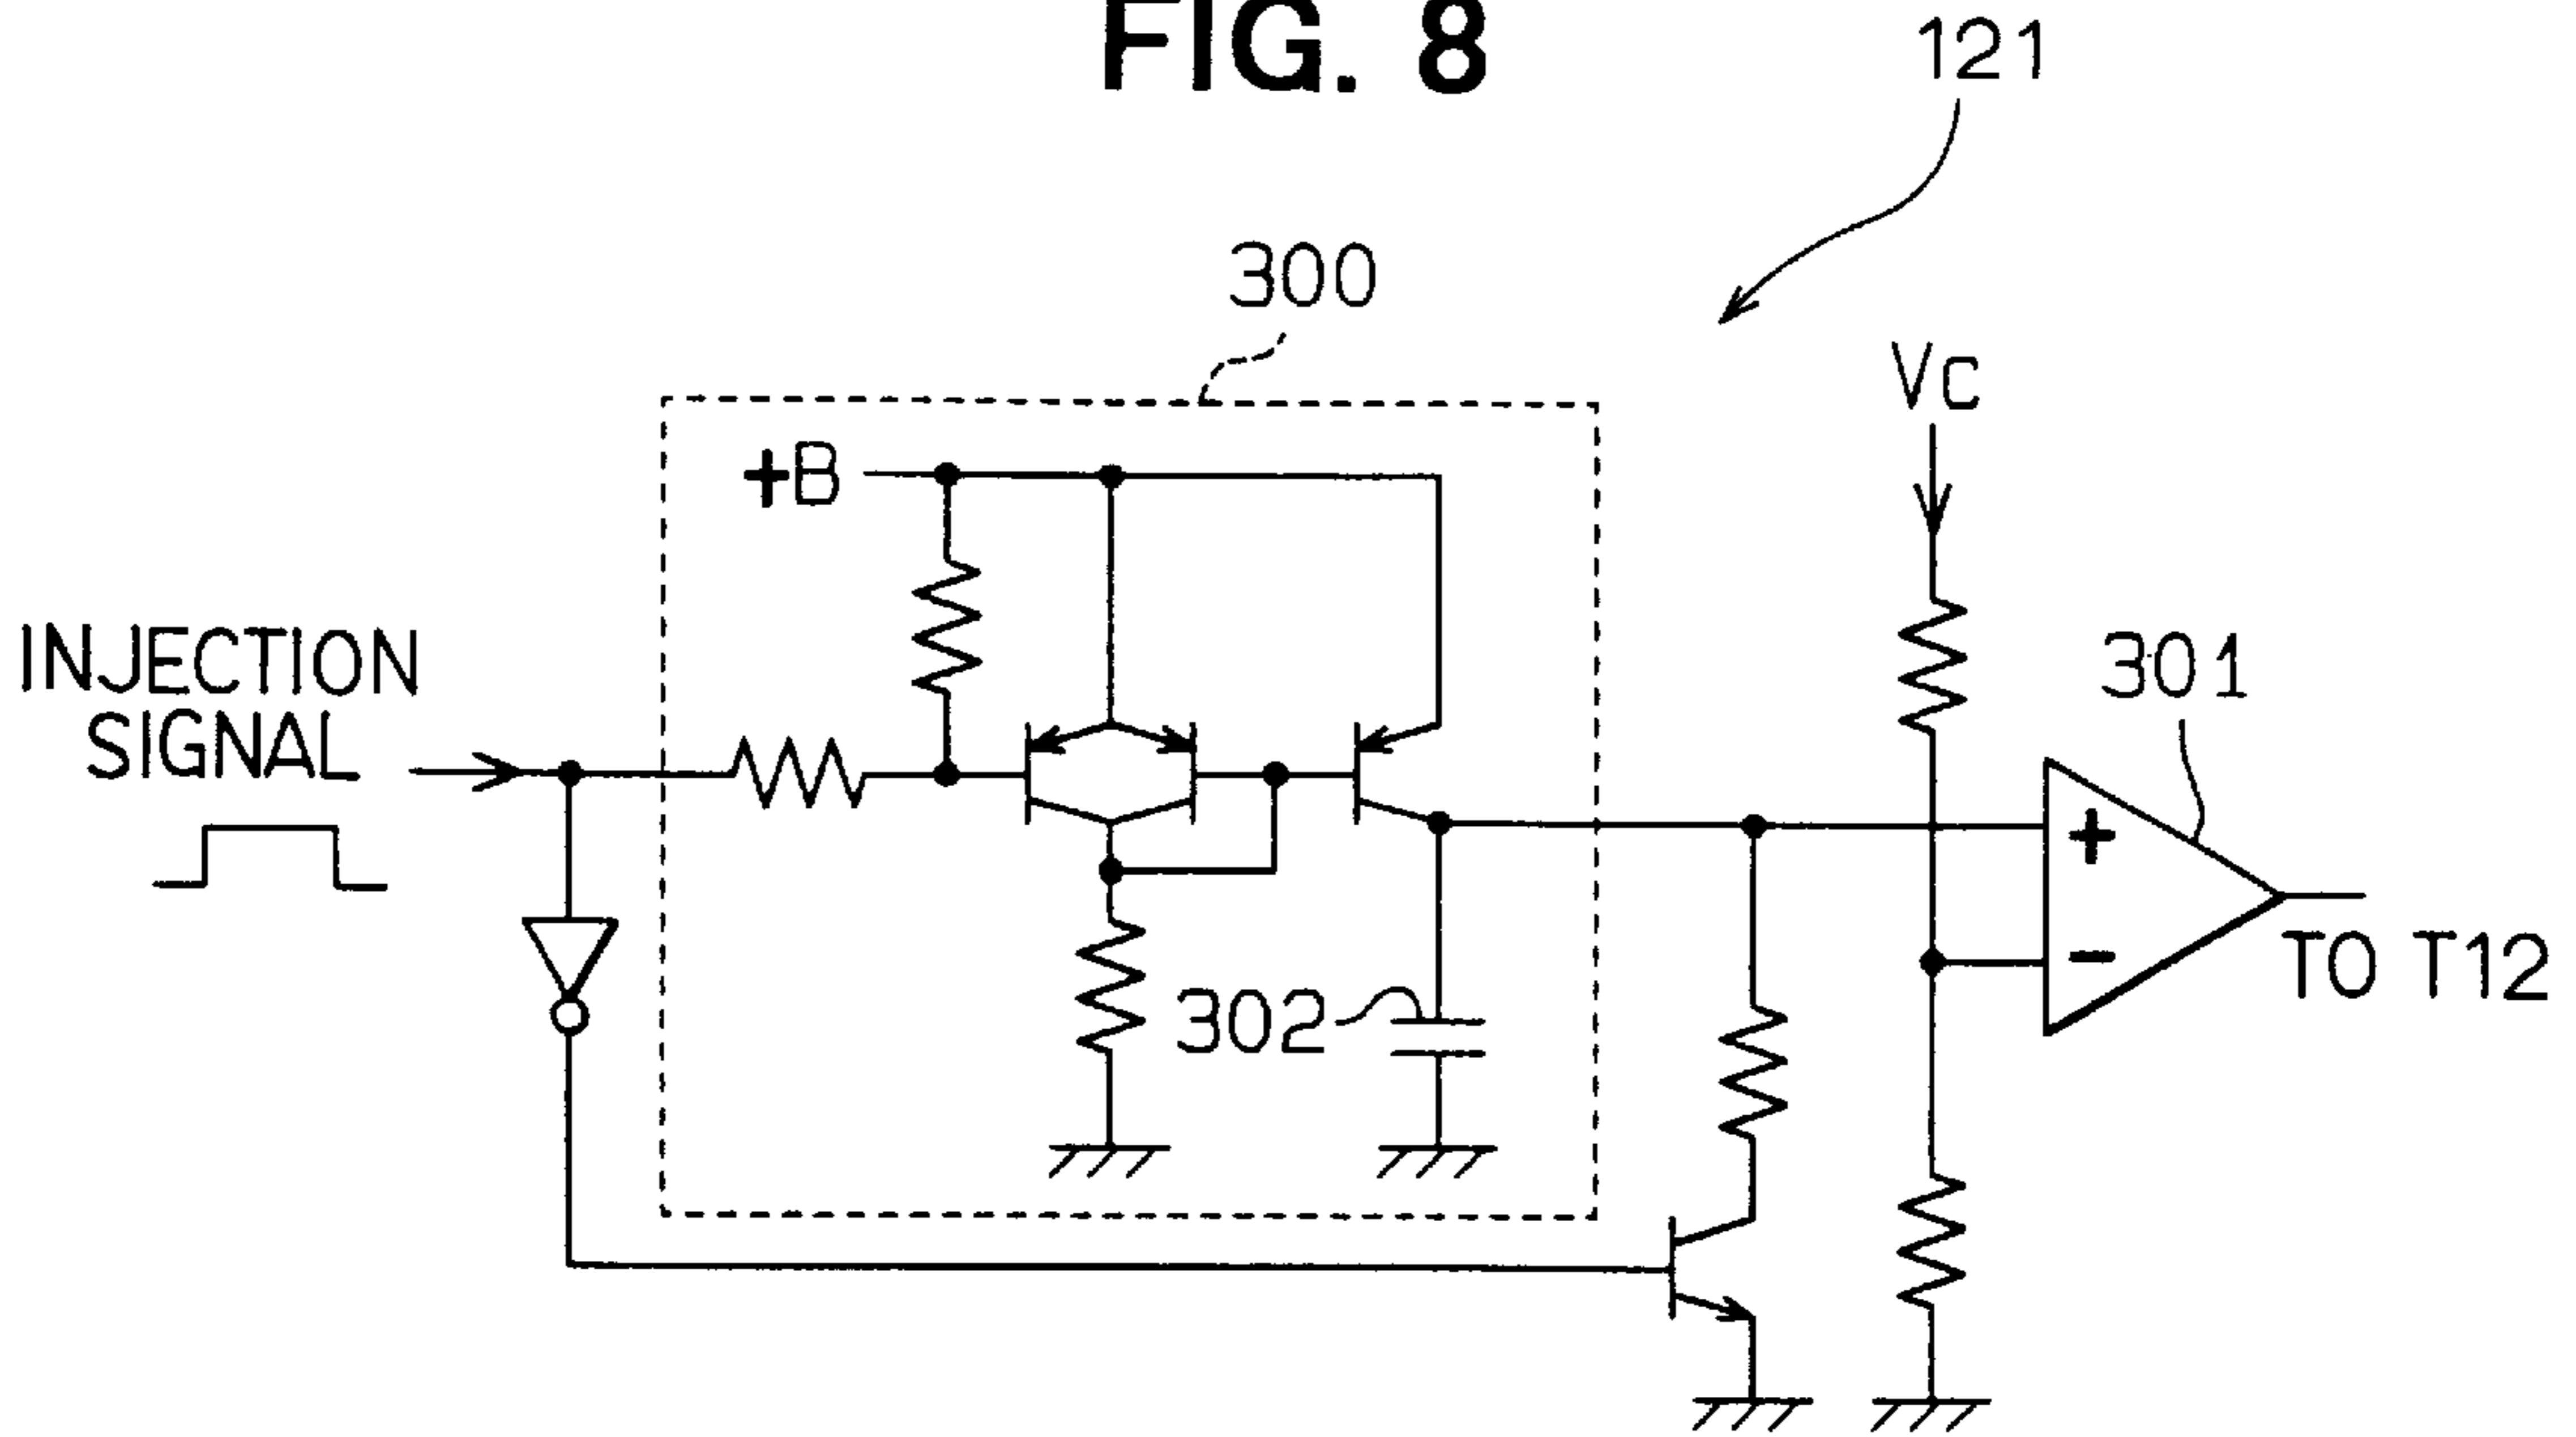 FIG. 8
121
300
Vc
+B
INJECTION
SIGNAL
301
+
302
−
TO T12